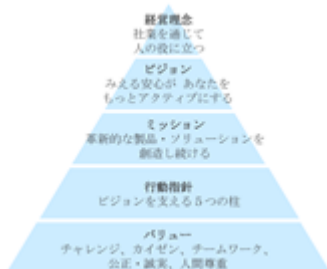 経営理念
社業を通じて
人の役に立つ
ビジョン
みえる安心が あなたを
もっとアクティブにする
ミッション
革新的な製品・ソリューションを
創造し続ける
行動指針
ビジョンを支える5つの柱
バリュー
チャレンジ、カイゼン、チームワーク、
公正・誠実、人間尊重